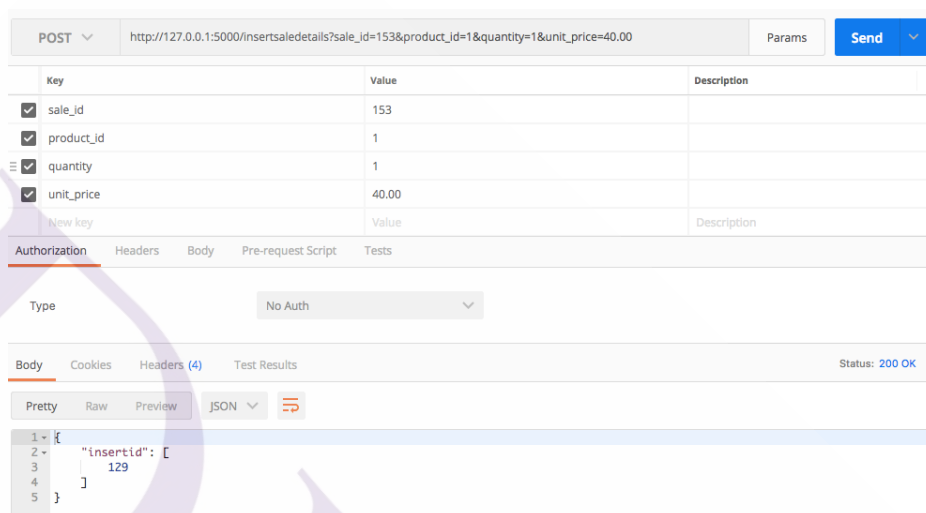 POST http://127.0.0.1:5000/insertsaledetails?sale_id=153&product_id=1&quantity=1&unit_price=40.00 Params Send
Key Value Description
sale_id 153
product_id 1
quantity 1
unit_price 40.00
New key Value Description
Authorization Headers Body Pre-request Script Tests
Type No Auth
Body Cookies Headers (4) Test Results Status: 200 OK
Pretty Raw Preview JSON
1 {
2 "insertid": [
3 129
4 ]
5 }